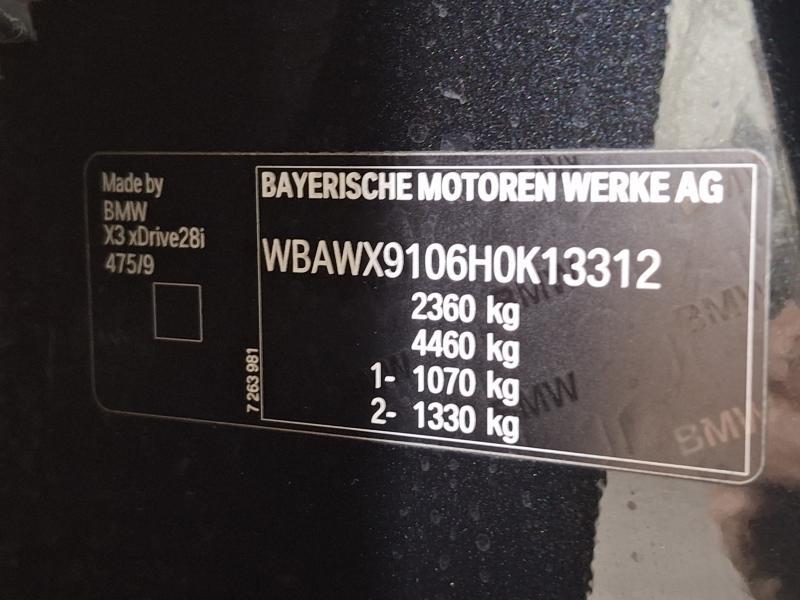 Made by
BMW
X3 xDrive28i
475/9
7 263 981
BAYERISCHE MOTOREN WERKE AG
WBAWX9106H0K13312
2360 kg
4460 kg
1- 1070 kg
2- 1330 kg
BMW
BMW
BMW
BMW